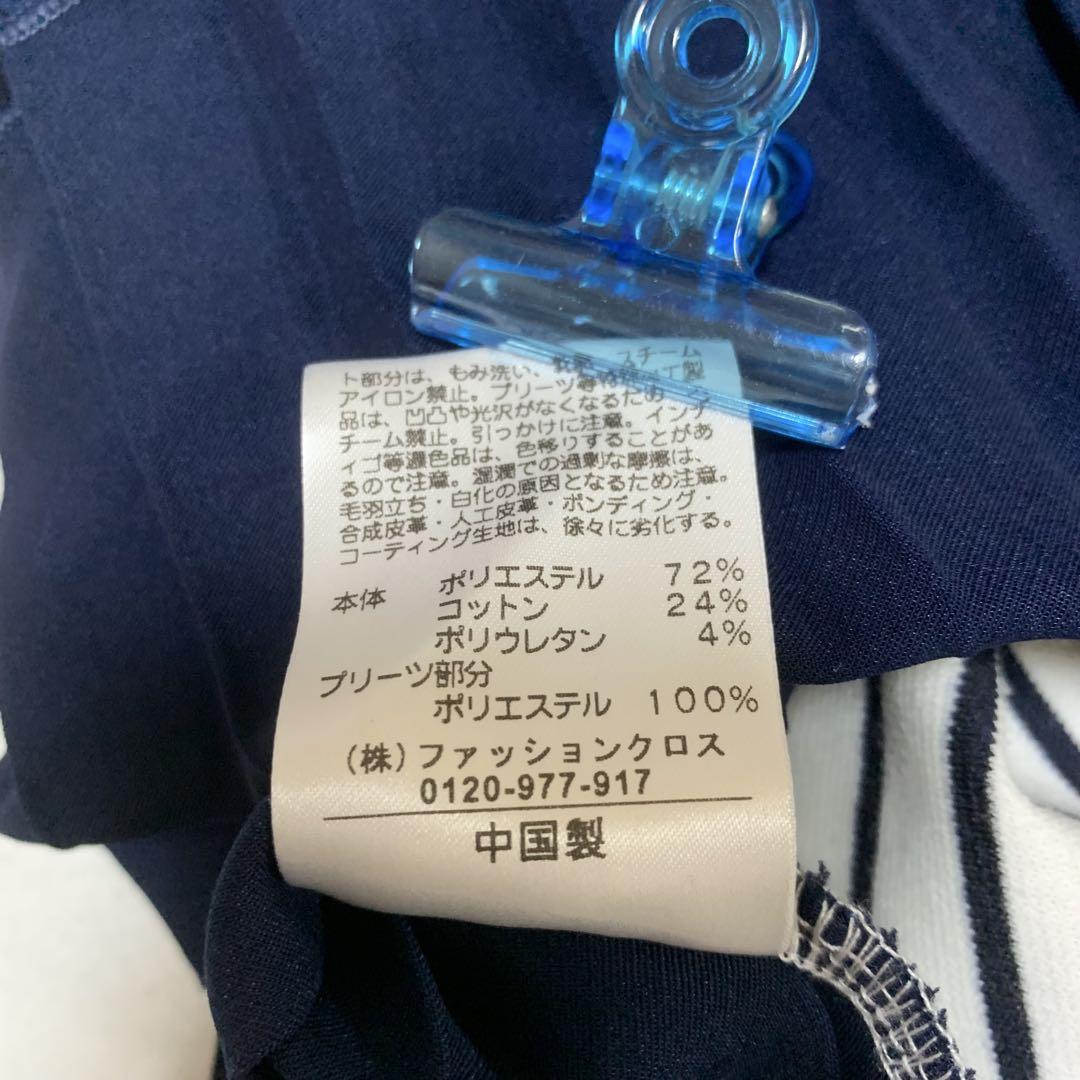 ト部分は、もみ洗い、スチーム
アイロン禁止。プリーツ等
品は、凹凸や光沢がなくなるため
チーム禁止。引っかけに注意。インデ
ィゴ等濃色品は、色移りすることがあ
るので注意。湿潤での過剰な摩擦は、
毛羽立ち・白化の原因となるため注意。
合成皮革・人工皮革・ボンディング・
コーティング生地は、徐々に劣化する。
本体 ポリエステル 72%
コットン 24%
ポリウレタン 4%
プリーツ部分
ポリエステル 100%
(株)ファッションクロス
0120-977-917
中国製